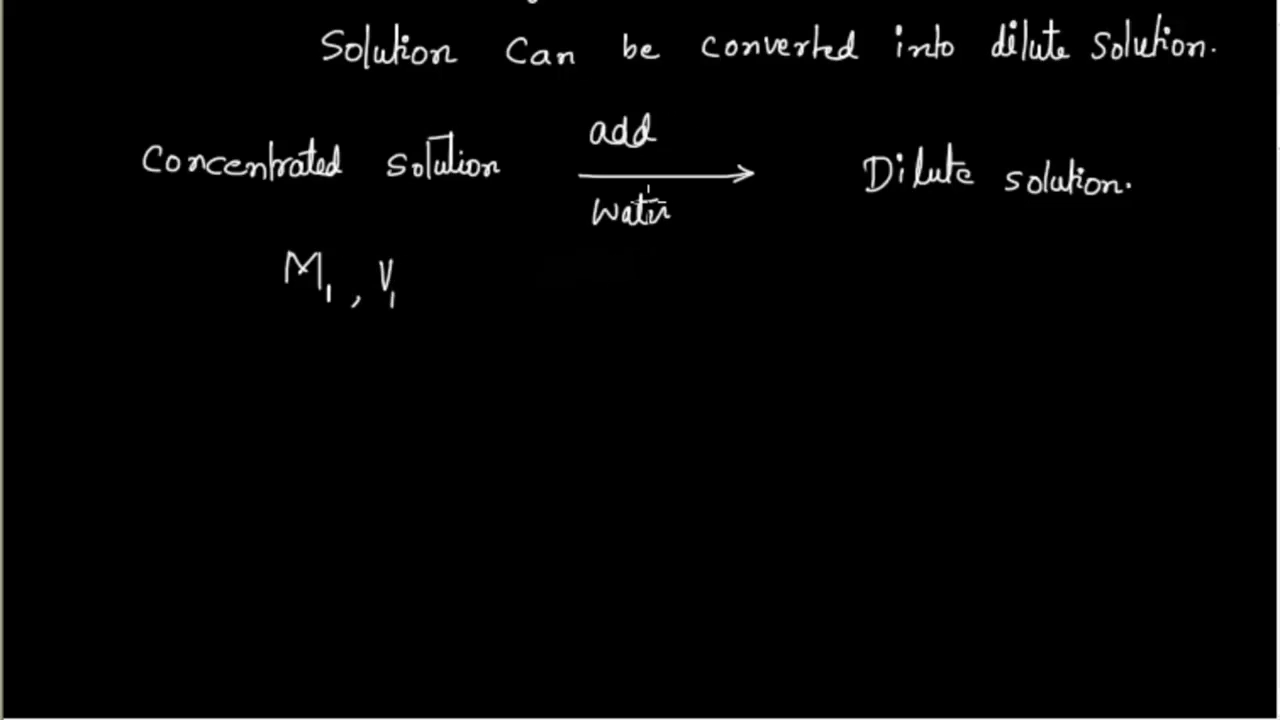 Solution can be converted into dilute solution.
add
Concentrated solution → Dilute solution.
water
M₁, V₁